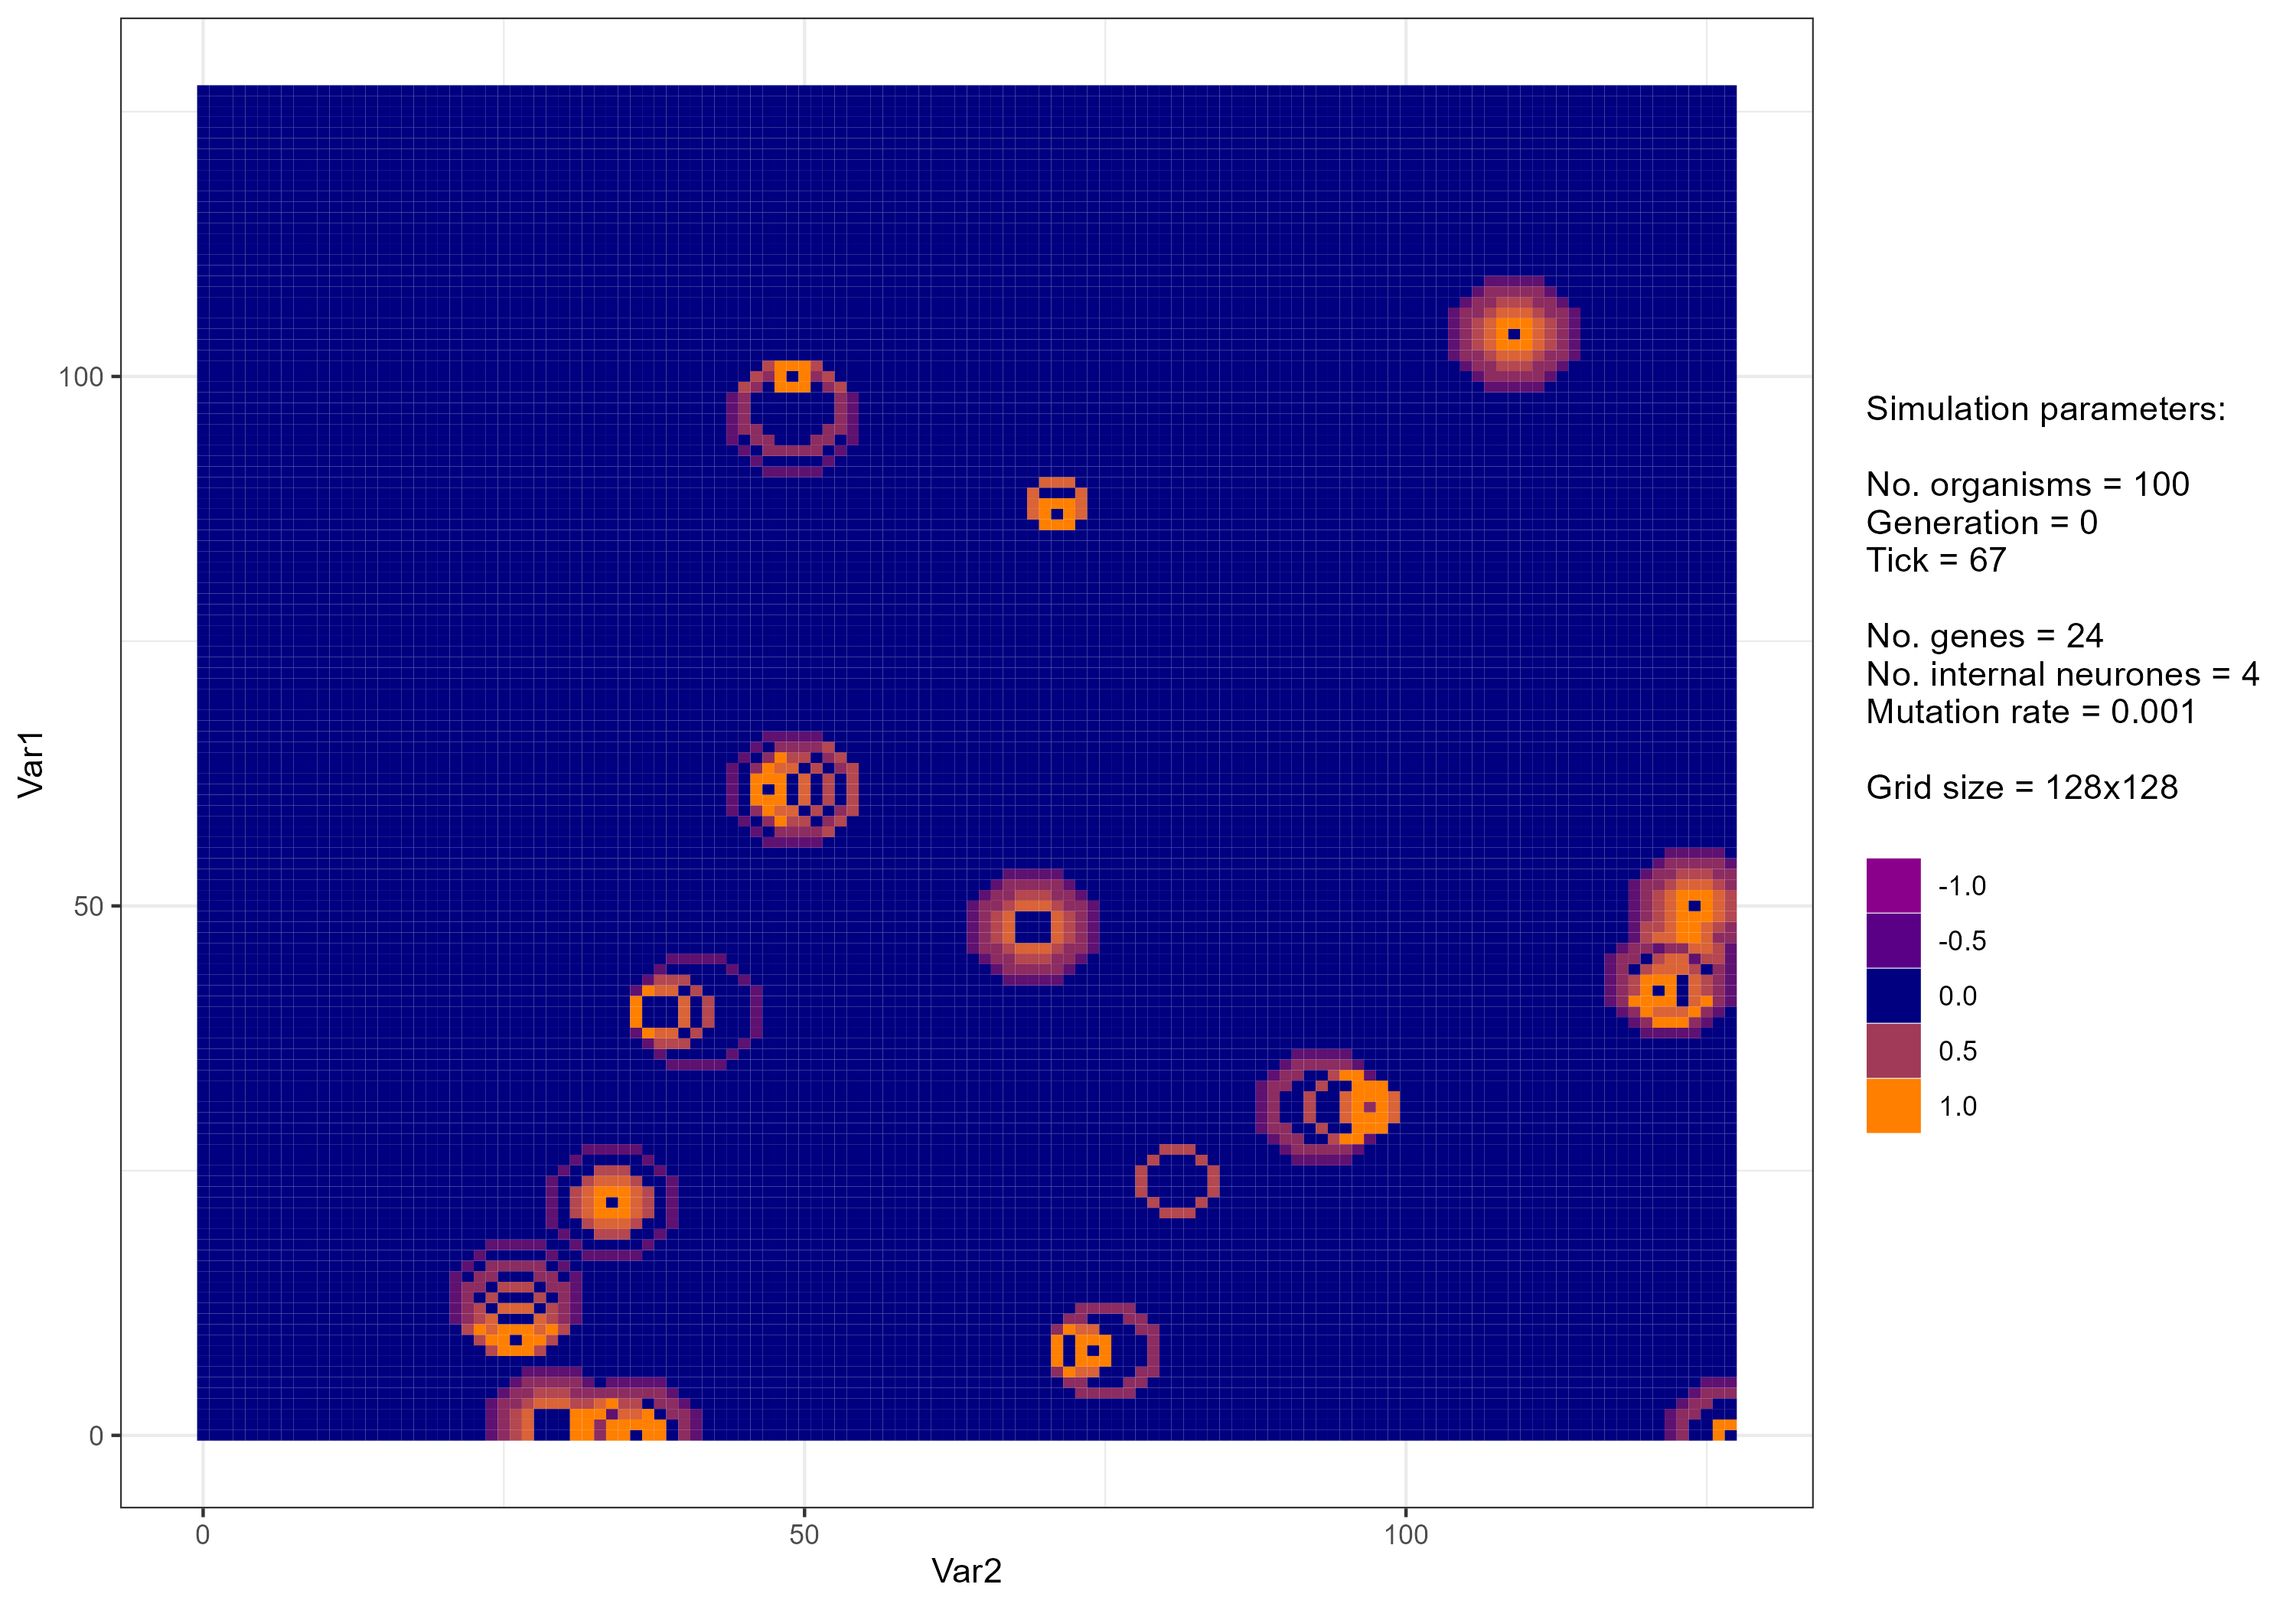 100
50
0
0
50
100
Var1
Var2
Simulation parameters:
No. organisms = 100
Generation = 0
Tick = 67
No. genes = 24
No. internal neurones = 4
Mutation rate = 0.001
Grid size = 128x128
-1.0
-0.5
0.0
0.5
1.0